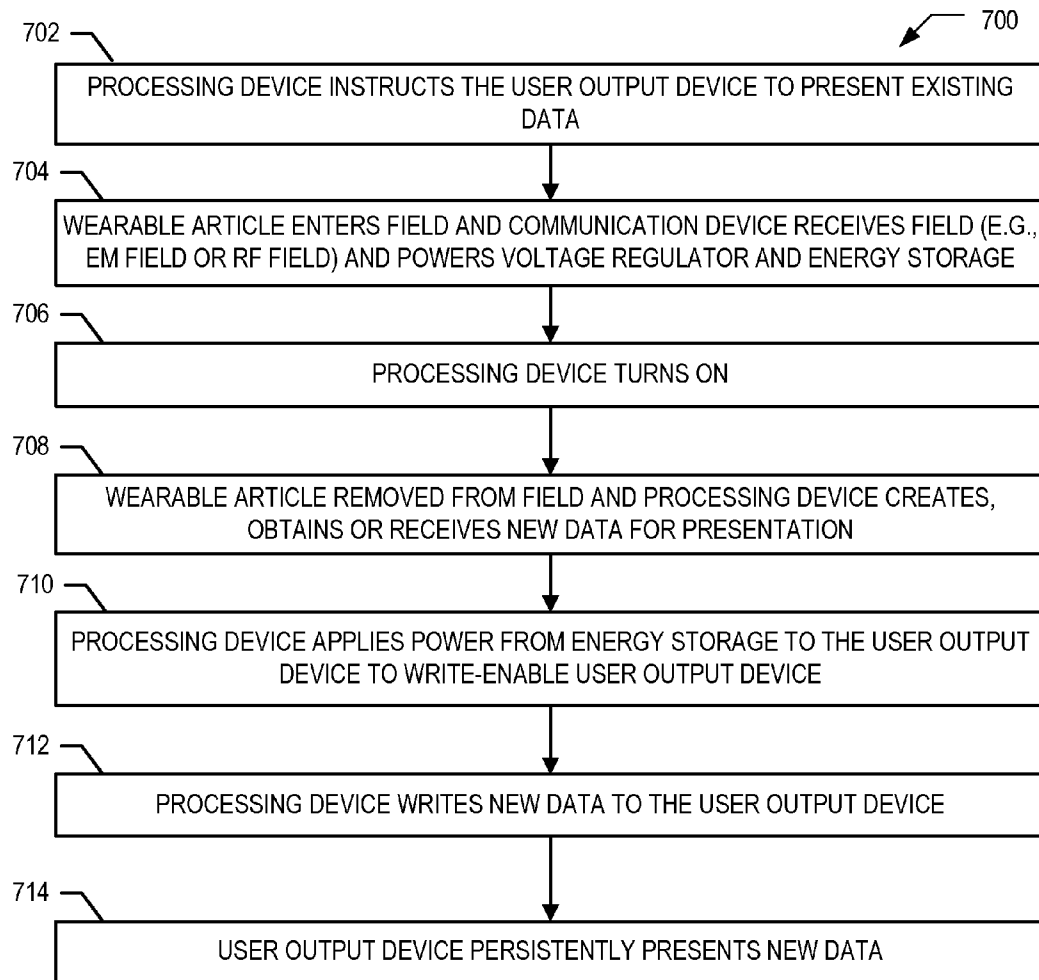 700
702
PROCESSING DEVICE INSTRUCTS THE USER OUTPUT DEVICE TO PRESENT EXISTING
DATA
704
WEARABLE ARTICLE ENTERS FIELD AND COMMUNICATION DEVICE RECEIVES FIELD (E.G.,
EM FIELD OR RF FIELD) AND POWERS VOLTAGE REGULATOR AND ENERGY STORAGE
706
PROCESSING DEVICE TURNS ON
708
WEARABLE ARTICLE REMOVED FROM FIELD AND PROCESSING DEVICE CREATES,
OBTAINS OR RECEIVES NEW DATA FOR PRESENTATION
710
PROCESSING DEVICE APPLIES POWER FROM ENERGY STORAGE TO THE USER OUTPUT
DEVICE TO WRITE-ENABLE USER OUTPUT DEVICE
712
PROCESSING DEVICE WRITES NEW DATA TO THE USER OUTPUT DEVICE
714
USER OUTPUT DEVICE PERSISTENTLY PRESENTS NEW DATA